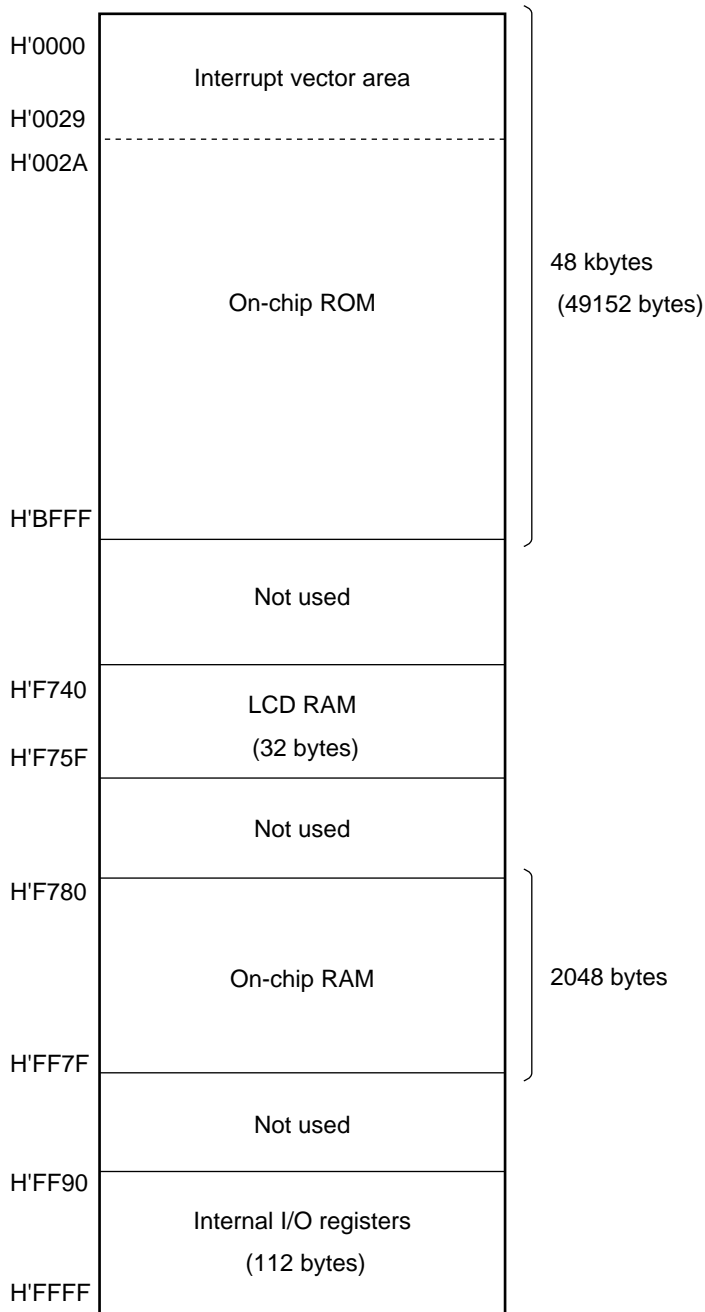 H'0000
Interrupt vector area
H'0029
H'002A
48 kbytes
(49152 bytes)
On-chip ROM
H'BFFF
Not used
H'F740
LCD RAM
(32 bytes)
H'F75F
Not used
H'F780
On-chip RAM
2048 bytes
H'FF7F
Not used
H'FF90
Internal I/O registers
(112 bytes)
H'FFFF